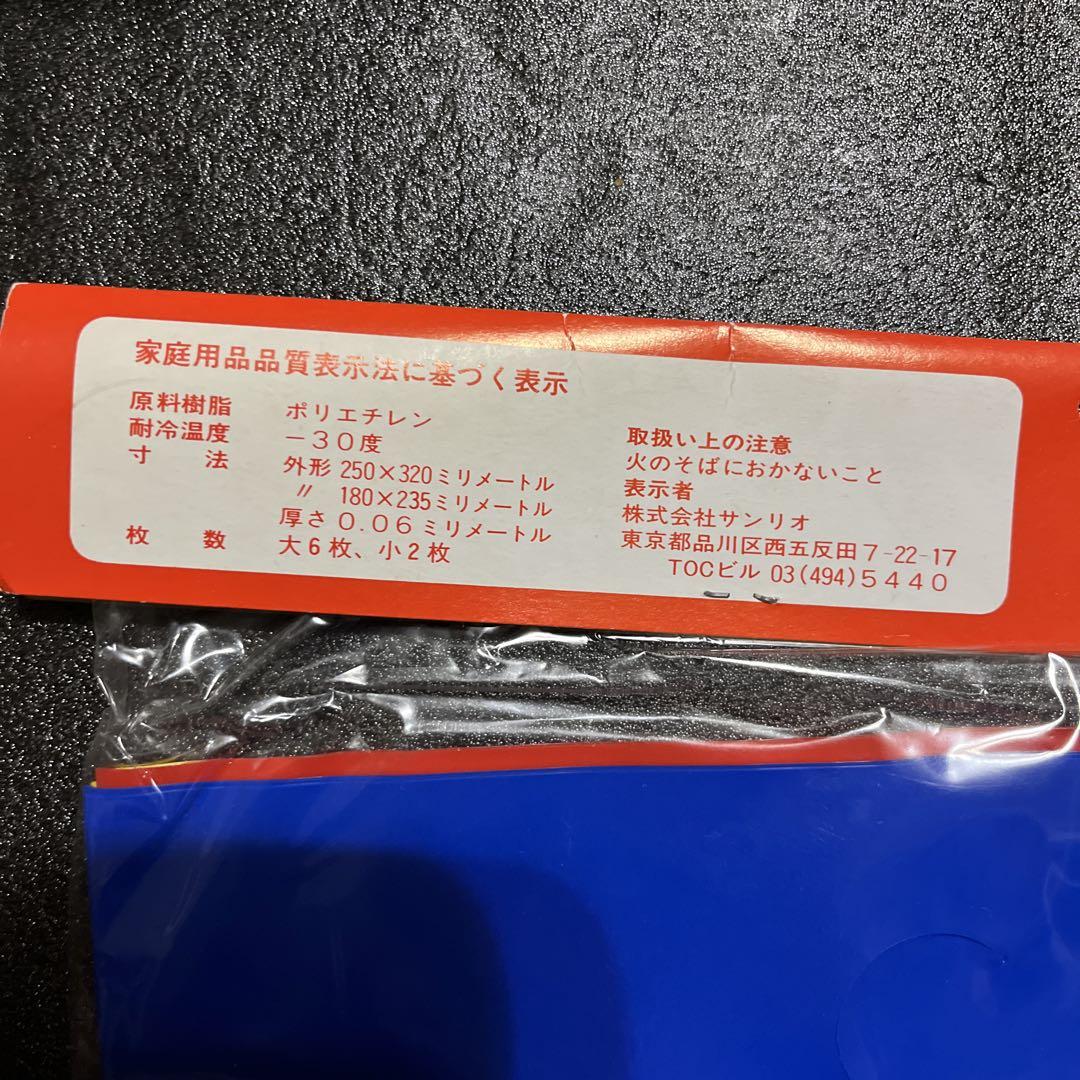 家庭用品品質表示法に基づく表示
原料樹脂 ポリエチレン
耐冷温度 −30度
寸法 外形 250×320ミリメートル
〃 180×235ミリメートル
厚さ 0.06ミリメートル
枚数 大6枚、小2枚
取扱い上の注意
火のそばにおかないこと
表示者
株式会社サンリオ
東京都品川区西五反田7-22-17
TOCビル 03(494)5440